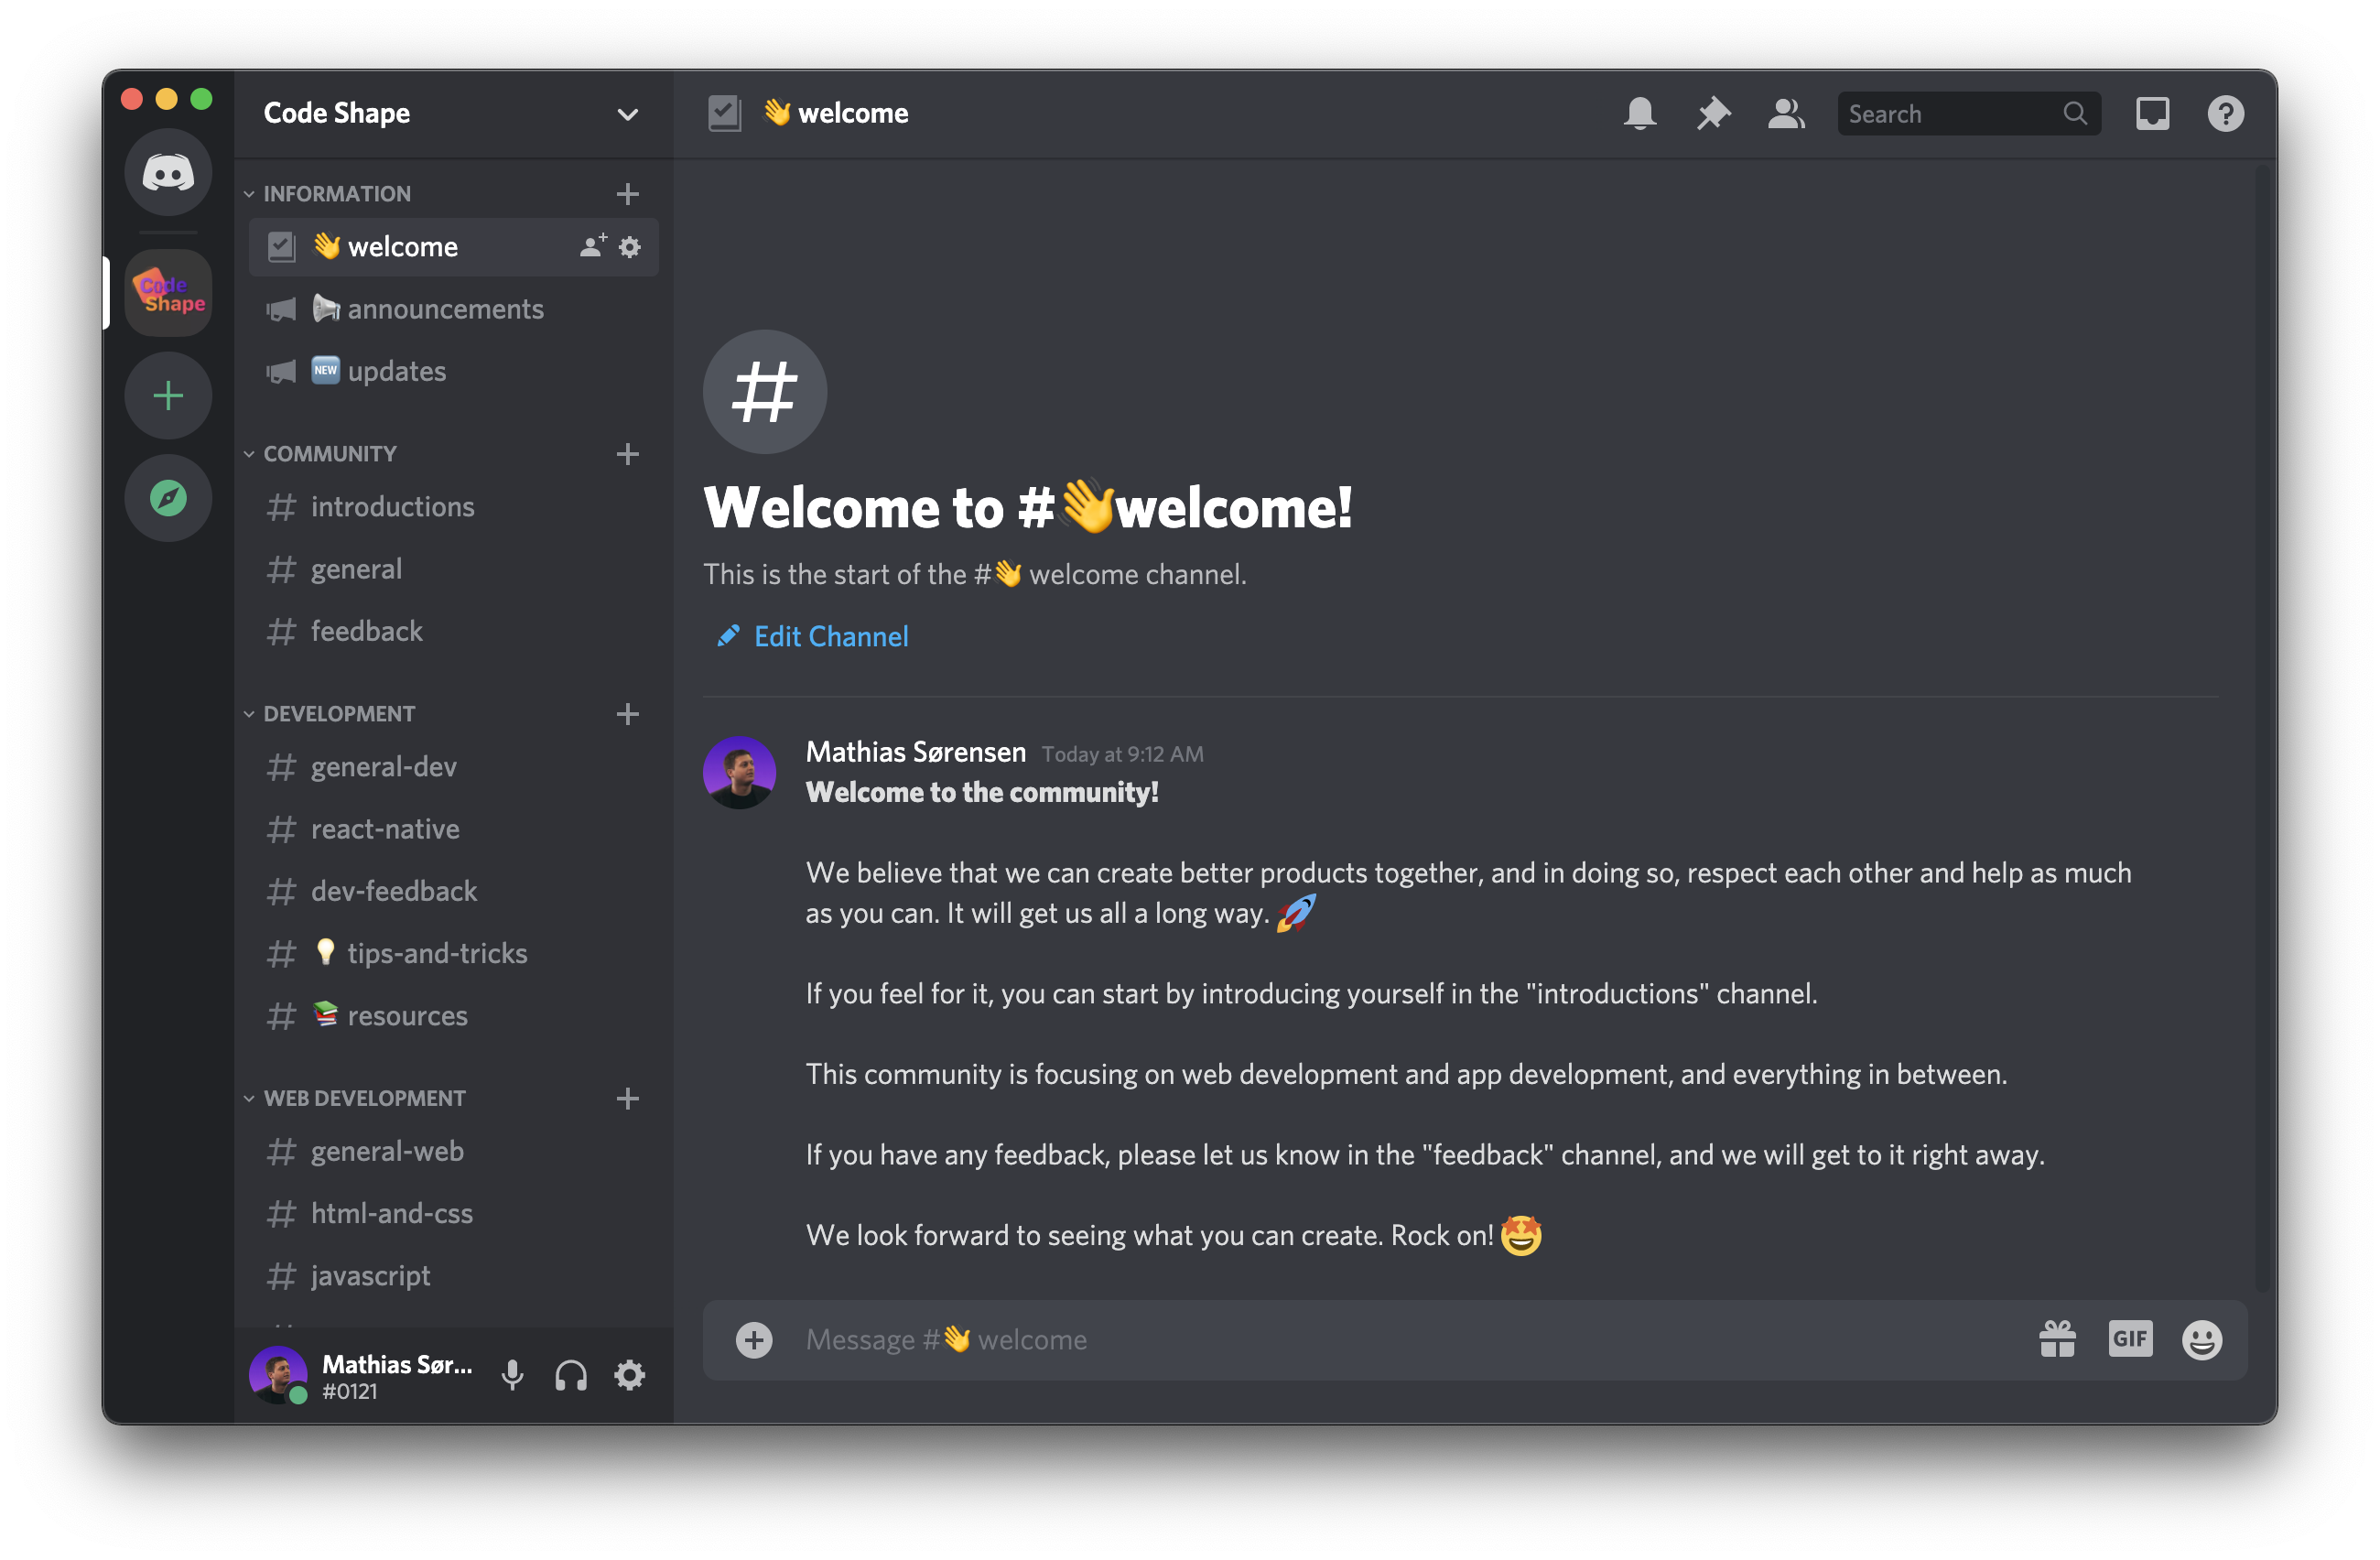 Code Shape
INFORMATION
👋 welcome
📢 announcements
🆕 updates
COMMUNITY
# introductions
# general
# feedback
DEVELOPMENT
# general-dev
# react-native
# dev-feedback
# 💡 tips-and-tricks
# 📚 resources
WEB DEVELOPMENT
# general-web
# html-and-css
# javascript
Mathias Sør...
#0121
Code
Shape
👋 welcome
Search
#
Welcome to #👋welcome!
This is the start of the #👋 welcome channel.
Edit Channel
Mathias Sørensen Today at 9:12 AM
Welcome to the community!
We believe that we can create better products together, and in doing so, respect each other and help as much
as you can. It will get us all a long way. 🚀
If you feel for it, you can start by introducing yourself in the "introductions" channel.
This community is focusing on web development and app development, and everything in between.
If you have any feedback, please let us know in the "feedback" channel, and we will get to it right away.
We look forward to seeing what you can create. Rock on! 🤩
Message #👋 welcome
GIF